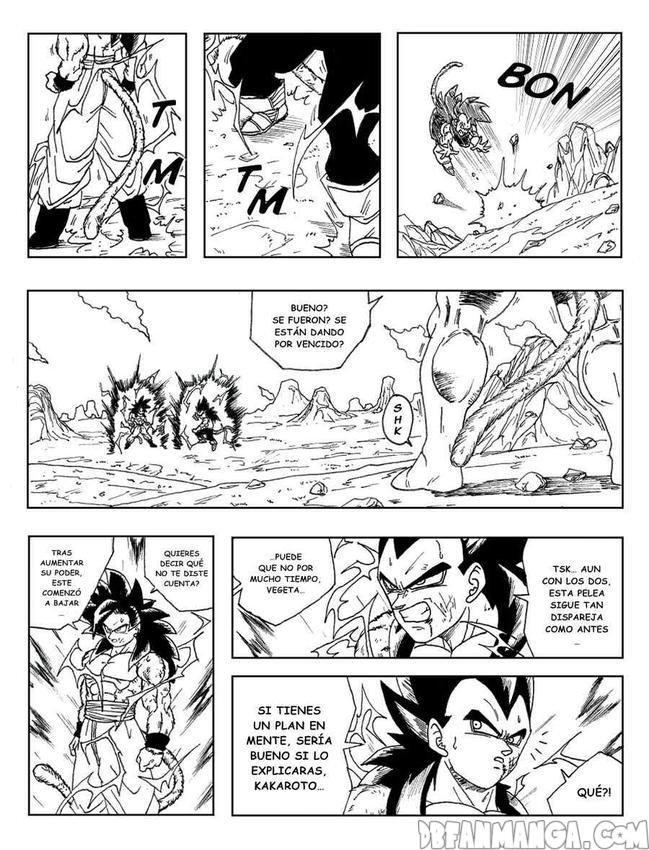 T
M
T
M
BON
BUENO?
SE FUERON? SE
ESTÁN DANDO
POR VENCIDO?
SHK
TRAS
AUMENTAR
SU PODER,
ESTE
COMENZÓ
A BAJAR
...
QUIERES
DECIR QUÉ
NO TE DISTE
CUENTA?
...PUEDE
QUE NO POR
MUCHO TIEMPO,
VEGETA...
TSK... AUN
CON LOS DOS,
ESTA PELEA
SIGUE TAN
DISPAREJA
COMO ANTES
...
SI TIENES
UN PLAN EN
MENTE, SERÍA
BUENO SI LO
EXPLICARAS,
KAKAROTO...
QUÉ?!
DBFANMANGA.COM